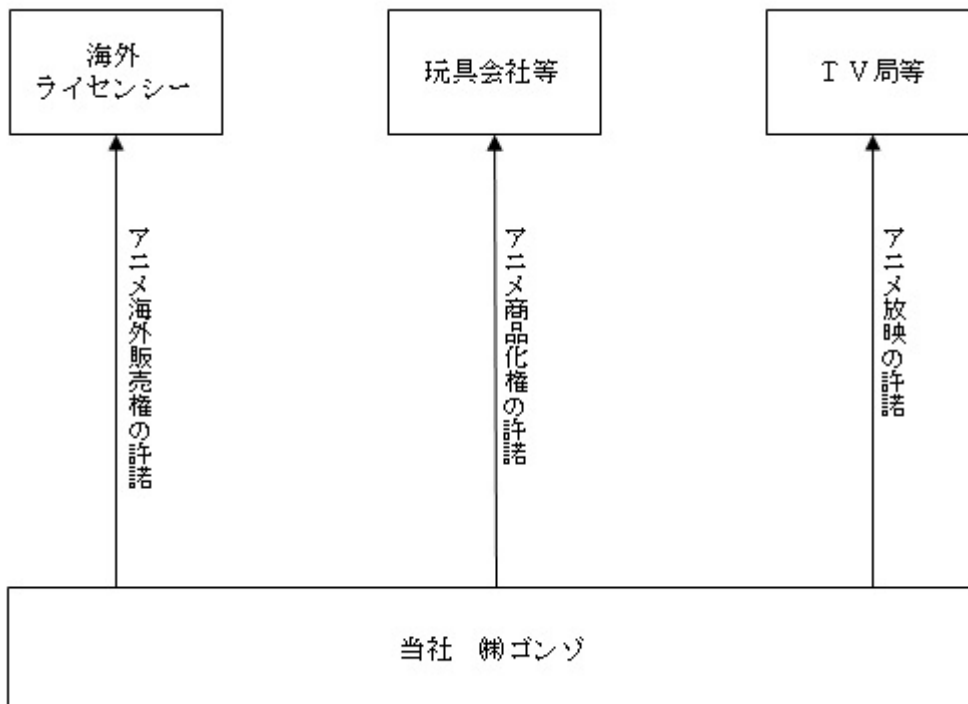 海外
ライセンシー
玩具会社等
ＴＶ局等
アニメ海外販売権の許諾
アニメ商品化権の許諾
アニメ放映の許諾
当社　㈱ゴンゾ